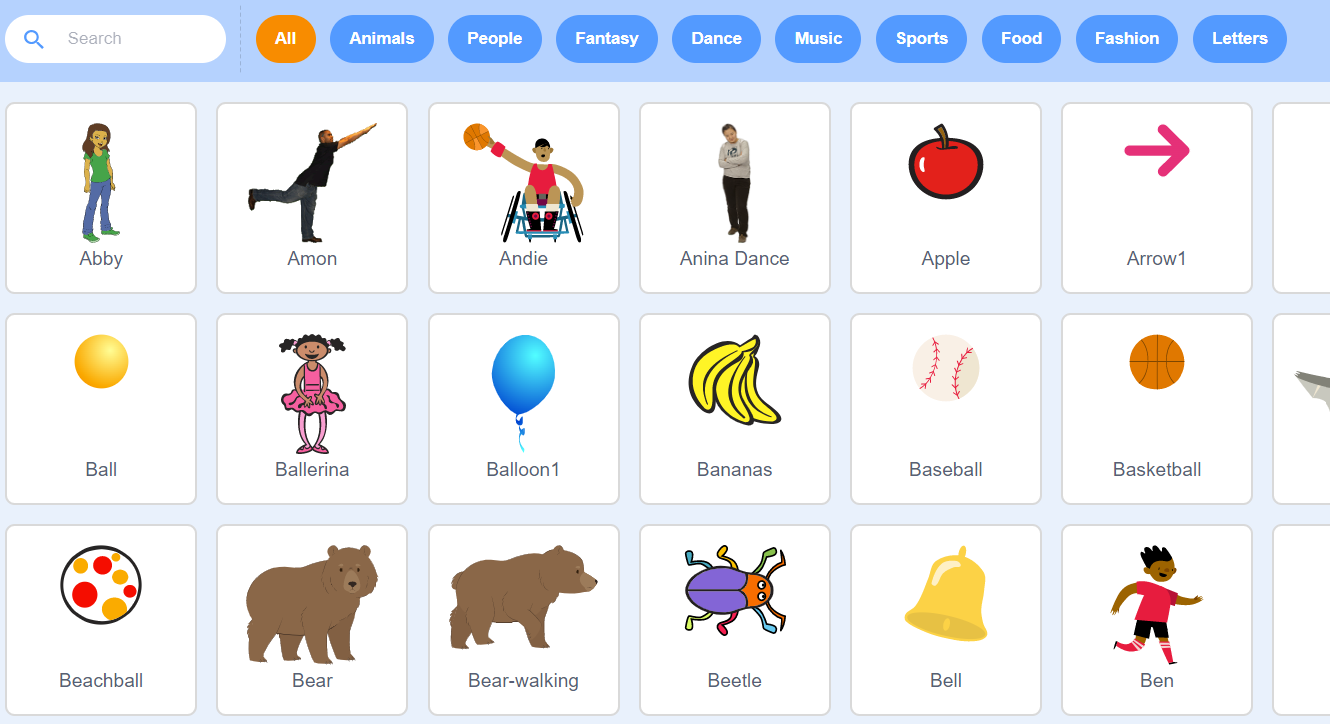 Search
All
Animals
People
Fantasy
Dance
Music
Sports
Food
Fashion
Letters
Abby
Amon
Andie
Anina Dance
Apple
Arrow1
Ball
Ballerina
Balloon1
Bananas
Baseball
Basketball
Beachball
Bear
Bear-walking
Beetle
Bell
Ben